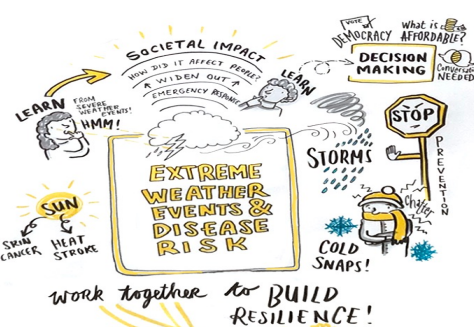 VOTE
DEMOCRACY
What is
AFFORDABLE?
SOCIETAL IMPACT
HOW DID IT AFFECT PEOPLE?
WIDEN OUT
EMERGENCY RESPONSE
LEARN
DECISION
MAKING
Conversation
NEEDED
LEARN
FROM
SEVERE
WEATHER
EVENTS!
HMM!
STOP
PREVENTION
STORMS
EXTREME
WEATHER
EVENTS &
DISEASE
RISK
SUN
SKIN
CANCER
HEAT
STROKE
Chatter
COLD
SNAPS!
work together to BUILD
RESILIENCE!